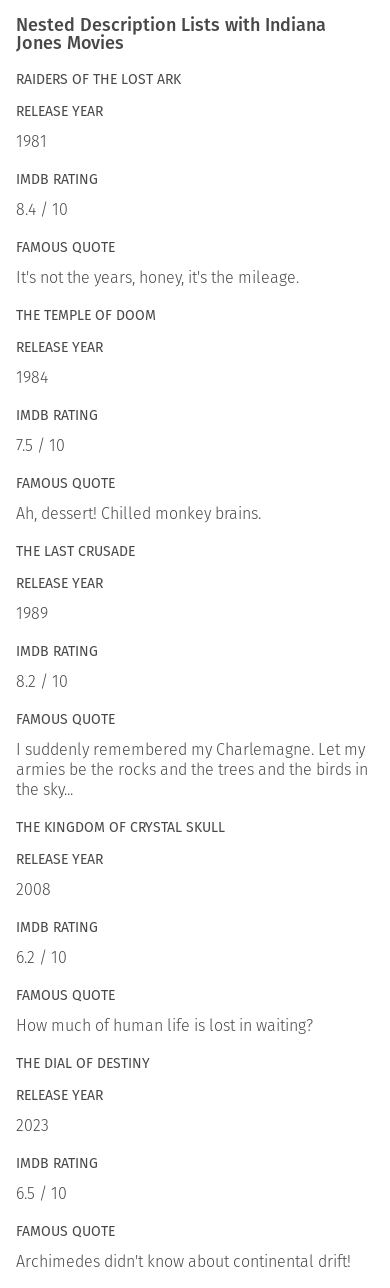 Nested Description Lists with Indiana
Jones Movies
RAIDERS OF THE LOST ARK
RELEASE YEAR
1981
IMDB RATING
8.4 / 10
FAMOUS QUOTE
It's not the years, honey, it's the mileage.
THE TEMPLE OF DOOM
RELEASE YEAR
1984
IMDB RATING
7.5 / 10
FAMOUS QUOTE
Ah, dessert! Chilled monkey brains.
THE LAST CRUSADE
RELEASE YEAR
1989
IMDB RATING
8.2 / 10
FAMOUS QUOTE
I suddenly remembered my Charlemagne. Let my
armies be the rocks and the trees and the birds in
the sky...
THE KINGDOM OF CRYSTAL SKULL
RELEASE YEAR
2008
IMDB RATING
6.2 / 10
FAMOUS QUOTE
How much of human life is lost in waiting?
THE DIAL OF DESTINY
RELEASE YEAR
2023
IMDB RATING
6.5 / 10
FAMOUS QUOTE
Archimedes didn't know about continental drift!